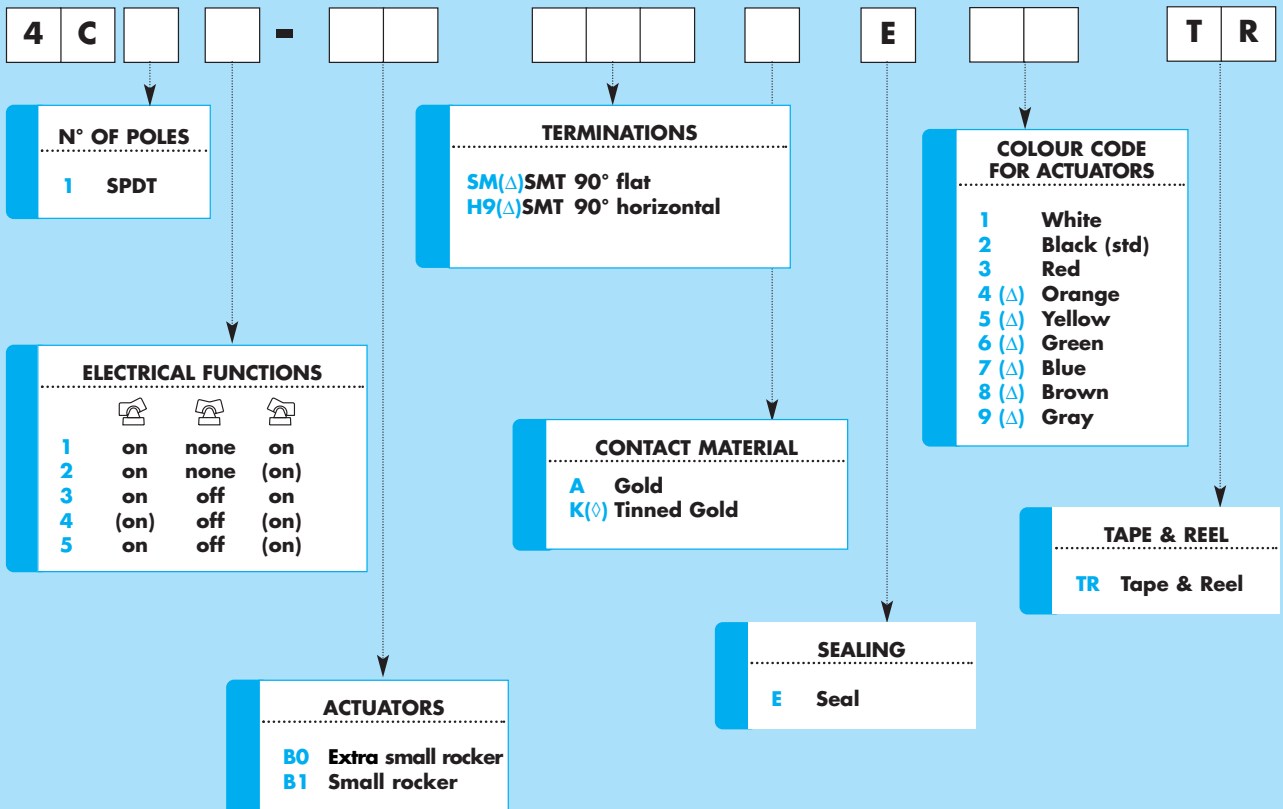 4 C - E T R
N° OF POLES
1 SPDT
TERMINATIONS
SM(Δ)SMT 90° flat
H9(Δ)SMT 90° horizontal
COLOUR CODE
FOR ACTUATORS
1 White
2 Black (std)
3 Red
4 (Δ) Orange
5 (Δ) Yellow
6 (Δ) Green
7 (Δ) Blue
8 (Δ) Brown
9 (Δ) Gray
ELECTRICAL FUNCTIONS
1 on none on
2 on none (on)
3 on off on
4 (on) off (on)
5 on off (on)
CONTACT MATERIAL
A Gold
K(◊) Tinned Gold
TAPE & REEL
TR Tape & Reel
SEALING
E Seal
ACTUATORS
B0 Extra small rocker
B1 Small rocker